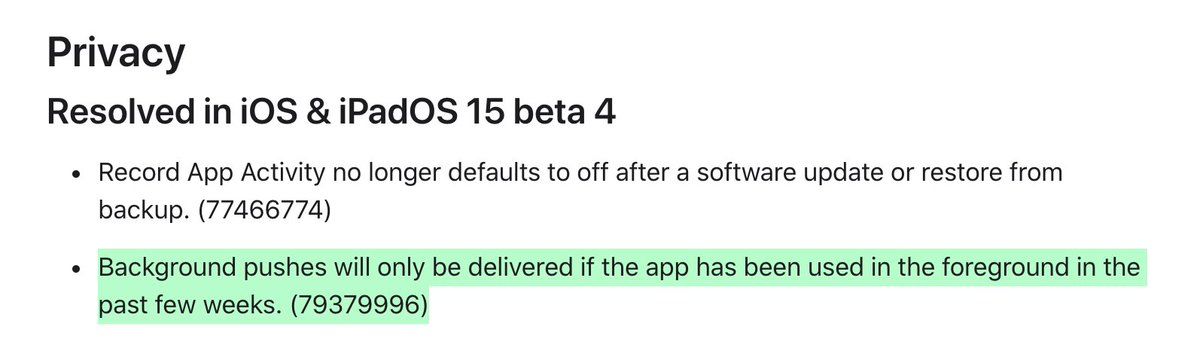 Privacy
Resolved in iOS & iPadOS 15 beta 4
• Record App Activity no longer defaults to off after a software update or restore from
backup. (77466774)
• Background pushes will only be delivered if the app has been used in the foreground in the
past few weeks. (79379996)